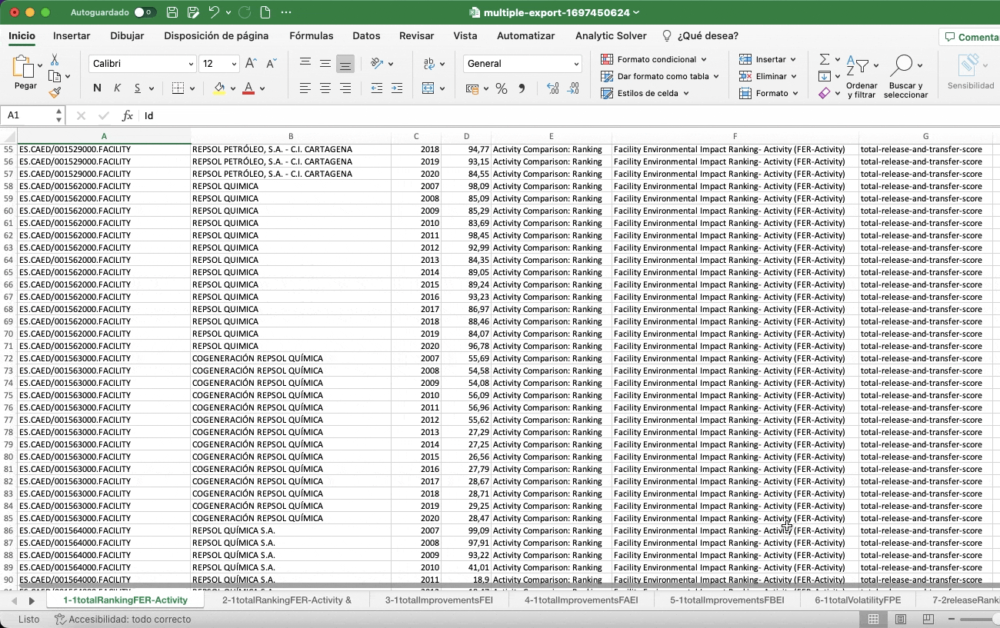 Autoguardado multiple-export-1697450624
Inicio Insertar Dibujar Disposición de página Fórmulas Datos Revisar Vista Automatizar Analytic Solver ¿Qué desea? Comenta
Pegar Calibri 12 General Formato condicional Dar formato como tabla Estilos de celda Insertar Eliminar Formato Ordenar y filtrar Buscar y seleccionar Sensibilidad
A1 fx Id
A B C D E F G
55 ES.CAED/001529000.FACILITY REPSOL PETRÓLEO, S.A. - C.I. CARTAGENA 2018 94,77 Activity Comparison: Ranking Facility Environmental Impact Ranking- Activity (FER-Activity) total-release-and-transfer-score
56 ES.CAED/001529000.FACILITY REPSOL PETRÓLEO, S.A. - C.I. CARTAGENA 2019 93,15 Activity Comparison: Ranking Facility Environmental Impact Ranking- Activity (FER-Activity) total-release-and-transfer-score
57 ES.CAED/001529000.FACILITY REPSOL PETRÓLEO, S.A. - C.I. CARTAGENA 2020 84,55 Activity Comparison: Ranking Facility Environmental Impact Ranking- Activity (FER-Activity) total-release-and-transfer-score
58 ES.CAED/001562000.FACILITY REPSOL QUIMICA 2007 98,09 Activity Comparison: Ranking Facility Environmental Impact Ranking- Activity (FER-Activity) total-release-and-transfer-score
59 ES.CAED/001562000.FACILITY REPSOL QUIMICA 2008 85,09 Activity Comparison: Ranking Facility Environmental Impact Ranking- Activity (FER-Activity) total-release-and-transfer-score
60 ES.CAED/001562000.FACILITY REPSOL QUIMICA 2009 85,29 Activity Comparison: Ranking Facility Environmental Impact Ranking- Activity (FER-Activity) total-release-and-transfer-score
61 ES.CAED/001562000.FACILITY REPSOL QUIMICA 2010 83,69 Activity Comparison: Ranking Facility Environmental Impact Ranking- Activity (FER-Activity) total-release-and-transfer-score
62 ES.CAED/001562000.FACILITY REPSOL QUIMICA 2011 98,45 Activity Comparison: Ranking Facility Environmental Impact Ranking- Activity (FER-Activity) total-release-and-transfer-score
63 ES.CAED/001562000.FACILITY REPSOL QUIMICA 2012 92,99 Activity Comparison: Ranking Facility Environmental Impact Ranking- Activity (FER-Activity) total-release-and-transfer-score
64 ES.CAED/001562000.FACILITY REPSOL QUIMICA 2013 84,35 Activity Comparison: Ranking Facility Environmental Impact Ranking- Activity (FER-Activity) total-release-and-transfer-score
65 ES.CAED/001562000.FACILITY REPSOL QUIMICA 2014 89,05 Activity Comparison: Ranking Facility Environmental Impact Ranking- Activity (FER-Activity) total-release-and-transfer-score
66 ES.CAED/001562000.FACILITY REPSOL QUIMICA 2015 89,24 Activity Comparison: Ranking Facility Environmental Impact Ranking- Activity (FER-Activity) total-release-and-transfer-score
67 ES.CAED/001562000.FACILITY REPSOL QUIMICA 2016 93,23 Activity Comparison: Ranking Facility Environmental Impact Ranking- Activity (FER-Activity) total-release-and-transfer-score
68 ES.CAED/001562000.FACILITY REPSOL QUIMICA 2017 86,97 Activity Comparison: Ranking Facility Environmental Impact Ranking- Activity (FER-Activity) total-release-and-transfer-score
69 ES.CAED/001562000.FACILITY REPSOL QUIMICA 2018 88,46 Activity Comparison: Ranking Facility Environmental Impact Ranking- Activity (FER-Activity) total-release-and-transfer-score
70 ES.CAED/001562000.FACILITY REPSOL QUIMICA 2019 84,07 Activity Comparison: Ranking Facility Environmental Impact Ranking- Activity (FER-Activity) total-release-and-transfer-score
71 ES.CAED/001562000.FACILITY REPSOL QUIMICA 2020 96,78 Activity Comparison: Ranking Facility Environmental Impact Ranking- Activity (FER-Activity) total-release-and-transfer-score
72 ES.CAED/001563000.FACILITY COGENERACIÓN REPSOL QUÍMICA 2007 55,69 Activity Comparison: Ranking Facility Environmental Impact Ranking- Activity (FER-Activity) total-release-and-transfer-score
73 ES.CAED/001563000.FACILITY COGENERACIÓN REPSOL QUÍMICA 2008 54,58 Activity Comparison: Ranking Facility Environmental Impact Ranking- Activity (FER-Activity) total-release-and-transfer-score
74 ES.CAED/001563000.FACILITY COGENERACIÓN REPSOL QUÍMICA 2009 54,08 Activity Comparison: Ranking Facility Environmental Impact Ranking- Activity (FER-Activity) total-release-and-transfer-score
75 ES.CAED/001563000.FACILITY COGENERACIÓN REPSOL QUÍMICA 2010 56,09 Activity Comparison: Ranking Facility Environmental Impact Ranking- Activity (FER-Activity) total-release-and-transfer-score
76 ES.CAED/001563000.FACILITY COGENERACIÓN REPSOL QUÍMICA 2011 56,96 Activity Comparison: Ranking Facility Environmental Impact Ranking- Activity (FER-Activity) total-release-and-transfer-score
77 ES.CAED/001563000.FACILITY COGENERACIÓN REPSOL QUÍMICA 2012 55,62 Activity Comparison: Ranking Facility Environmental Impact Ranking- Activity (FER-Activity) total-release-and-transfer-score
78 ES.CAED/001563000.FACILITY COGENERACIÓN REPSOL QUÍMICA 2013 27,29 Activity Comparison: Ranking Facility Environmental Impact Ranking- Activity (FER-Activity) total-release-and-transfer-score
79 ES.CAED/001563000.FACILITY COGENERACIÓN REPSOL QUÍMICA 2014 27,25 Activity Comparison: Ranking Facility Environmental Impact Ranking- Activity (FER-Activity) total-release-and-transfer-score
80 ES.CAED/001563000.FACILITY COGENERACIÓN REPSOL QUÍMICA 2015 26,56 Activity Comparison: Ranking Facility Environmental Impact Ranking- Activity (FER-Activity) total-release-and-transfer-score
81 ES.CAED/001563000.FACILITY COGENERACIÓN REPSOL QUÍMICA 2016 27,79 Activity Comparison: Ranking Facility Environmental Impact Ranking- Activity (FER-Activity) total-release-and-transfer-score
82 ES.CAED/001563000.FACILITY COGENERACIÓN REPSOL QUÍMICA 2017 28,67 Activity Comparison: Ranking Facility Environmental Impact Ranking- Activity (FER-Activity) total-release-and-transfer-score
83 ES.CAED/001563000.FACILITY COGENERACIÓN REPSOL QUÍMICA 2018 28,71 Activity Comparison: Ranking Facility Environmental Impact Ranking- Activity (FER-Activity) total-release-and-transfer-score
84 ES.CAED/001563000.FACILITY COGENERACIÓN REPSOL QUÍMICA 2019 29,25 Activity Comparison: Ranking Facility Environmental Impact Ranking- Activity (FER-Activity) total-release-and-transfer-score
85 ES.CAED/001563000.FACILITY COGENERACIÓN REPSOL QUÍMICA 2020 28,47 Activity Comparison: Ranking Facility Environmental Impact Ranking- Activity (FER-Activity) total-release-and-transfer-score
86 ES.CAED/001564000.FACILITY REPSOL QUÍMICA S.A. 2007 99,09 Activity Comparison: Ranking Facility Environmental Impact Ranking- Activity (FER-Activity) total-release-and-transfer-score
87 ES.CAED/001564000.FACILITY REPSOL QUÍMICA S.A. 2008 97,91 Activity Comparison: Ranking Facility Environmental Impact Ranking- Activity (FER-Activity) total-release-and-transfer-score
88 ES.CAED/001564000.FACILITY REPSOL QUÍMICA S.A. 2009 93,22 Activity Comparison: Ranking Facility Environmental Impact Ranking- Activity (FER-Activity) total-release-and-transfer-score
89 ES.CAED/001564000.FACILITY REPSOL QUÍMICA S.A. 2010 41,01 Activity Comparison: Ranking Facility Environmental Impact Ranking- Activity (FER-Activity) total-release-and-transfer-score
90 ES.CAED/001564000.FACILITY REPSOL QUÍMICA S.A. 2011 18,9 Activity Comparison: Ranking Facility Environmental Impact Ranking- Activity (FER-Activity) total-release-and-transfer-score
1-1totalRankingFER-Activity 2-1totalRankingFER-Activity & 3-1totalImprovementsFEI 4-1totalImprovementsFAEI 5-1totalImprovementsFBEI 6-1totalVolatilityFPE 7-2releaseRanki
Listo Accesibilidad: todo correcto